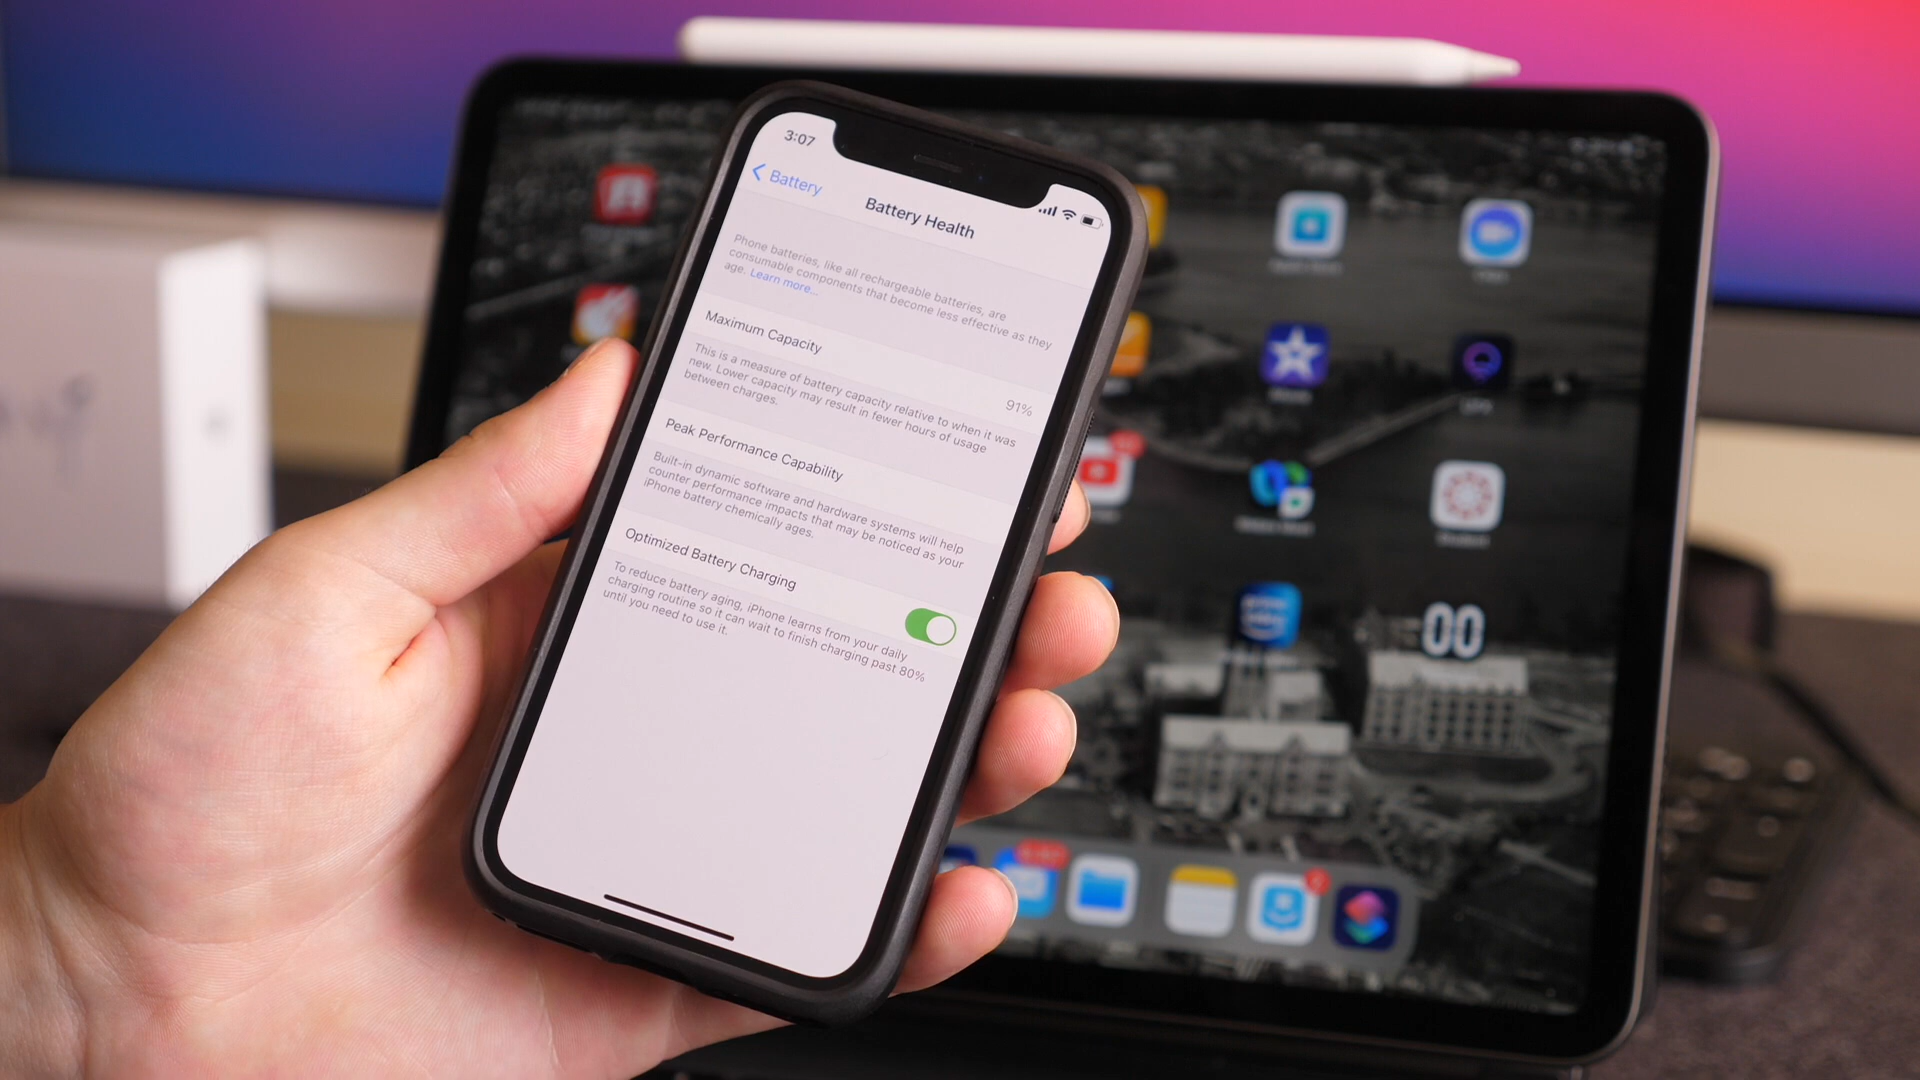 3:07
Battery
Battery Health
Phone batteries, like all rechargeable batteries, are
consumable components that become less effective as they
age. Learn more...
Maximum Capacity
91%
This is a measure of battery capacity relative to when it was
new. Lower capacity may result in fewer hours of usage
between charges.
Peak Performance Capability
Built-in dynamic software and hardware systems will help
counter performance impacts that may be noticed as your
iPhone battery chemically ages.
Optimized Battery Charging
To reduce battery aging, iPhone learns from your daily
charging routine so it can wait to finish charging past 80%
until you need to use it.
00